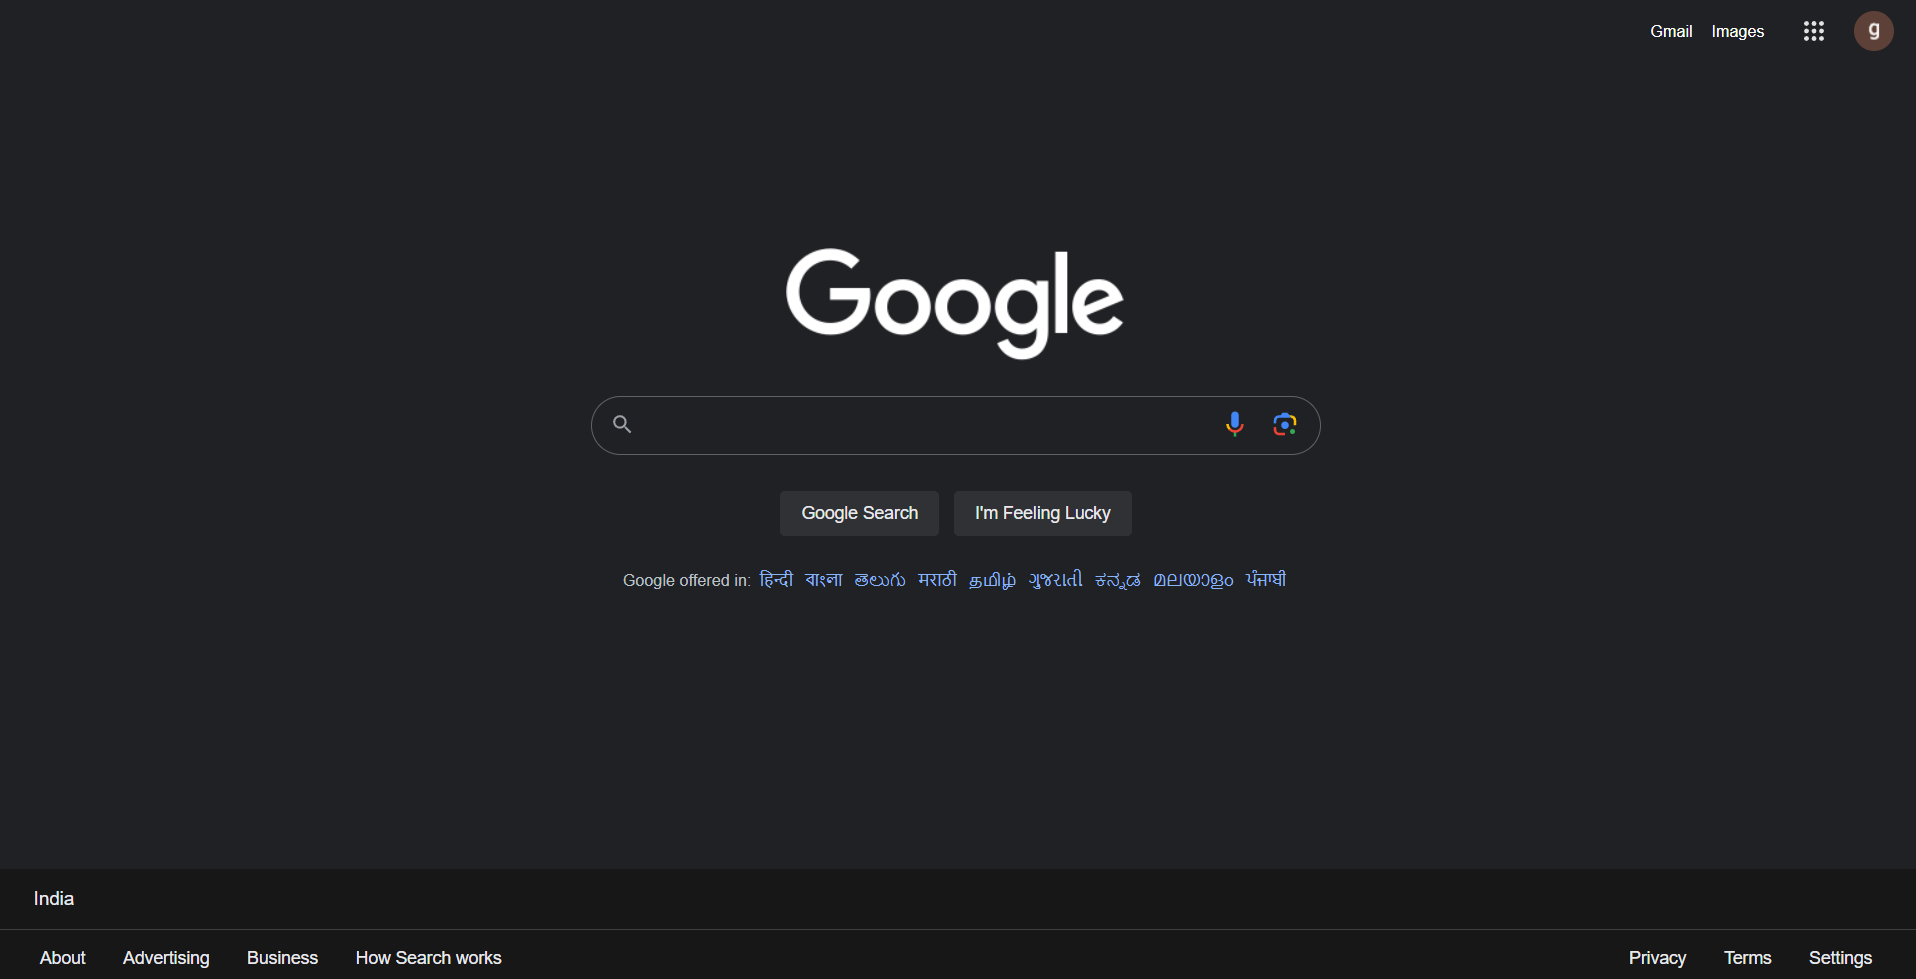 Gmail Images g
Google
Google Search I'm Feeling Lucky
Google offered in: हिन्दी বাংলা తెలుగు मराठी தமிழ் ગુજરાતી ಕನ್ನಡ മലയാളം ਪੰਜਾਬੀ
India
About Advertising Business How Search works Privacy Terms Settings